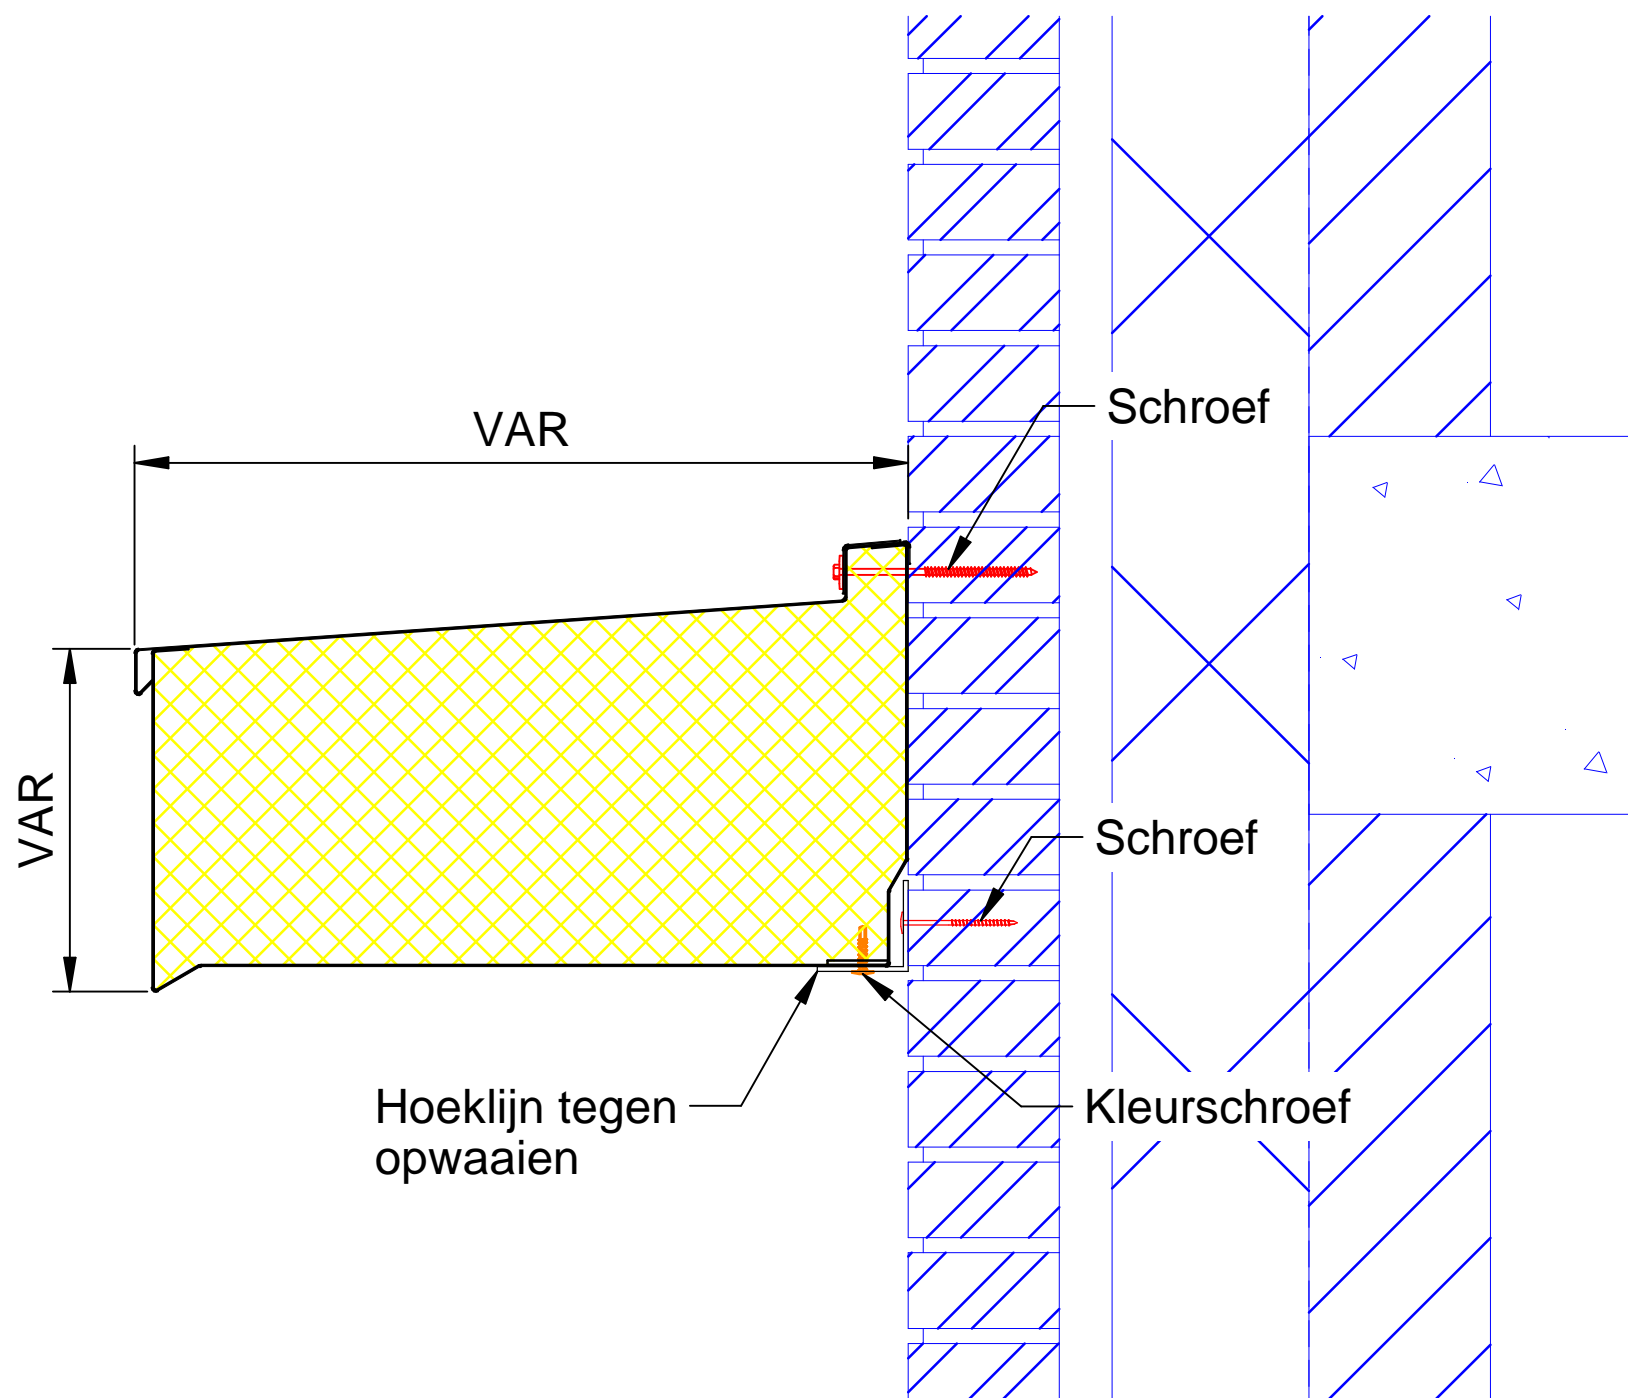 Schroef
VAR
VAR
Schroef
Hoeklijn tegen
opwaaien
Kleurschroef